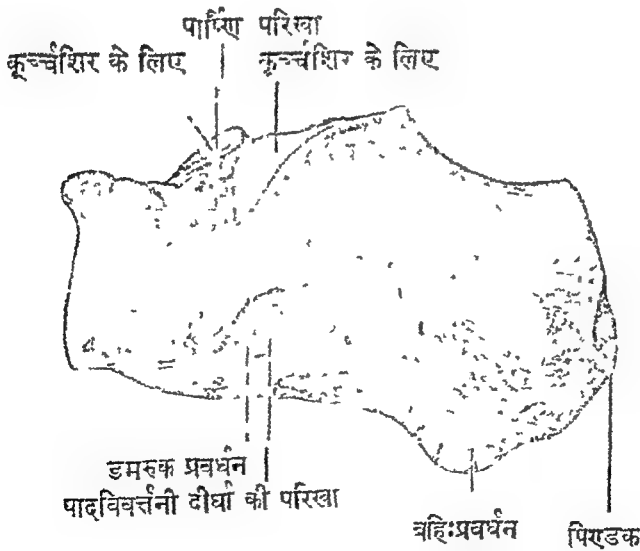 पार्ष्णि परिखा
कूर्च्चशिर के लिए
कूर्च्चशिर के लिए
डमरुक प्रवर्धन
पादविवर्त्तनी दीर्घा की परिखा
बहिःप्रवर्धन
पिण्डक